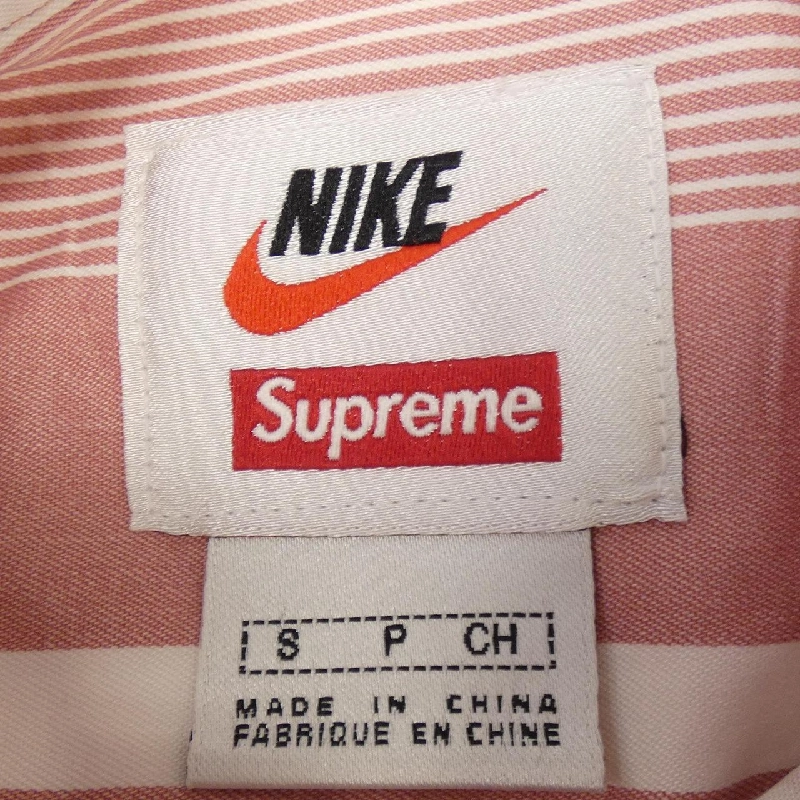 NIKE
Supreme
S P CH
MADE IN CHINA
FABRIQUE EN CHINE